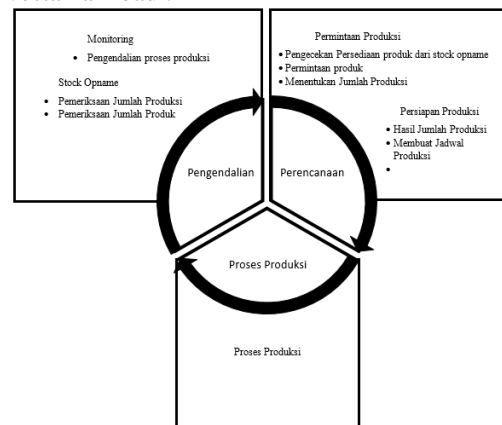 Monitoring
• Pengendalian proses produksi
Stock Opname
• Pemeriksaan Jumlah Produksi
• Pemeriksaan Jumlah Produk
Permintaan Produksi
• Pengecekan Persediaan produk dari stock opname
• Permintaan produk
• Menentukan Jumlah Produksi
Persiapan Produksi
• Hasil Jumlah Produksi
• Membuat Jadwal
Produksi
•
Pengendalian
Perencanaan
Proses Produksi
Proses Produksi